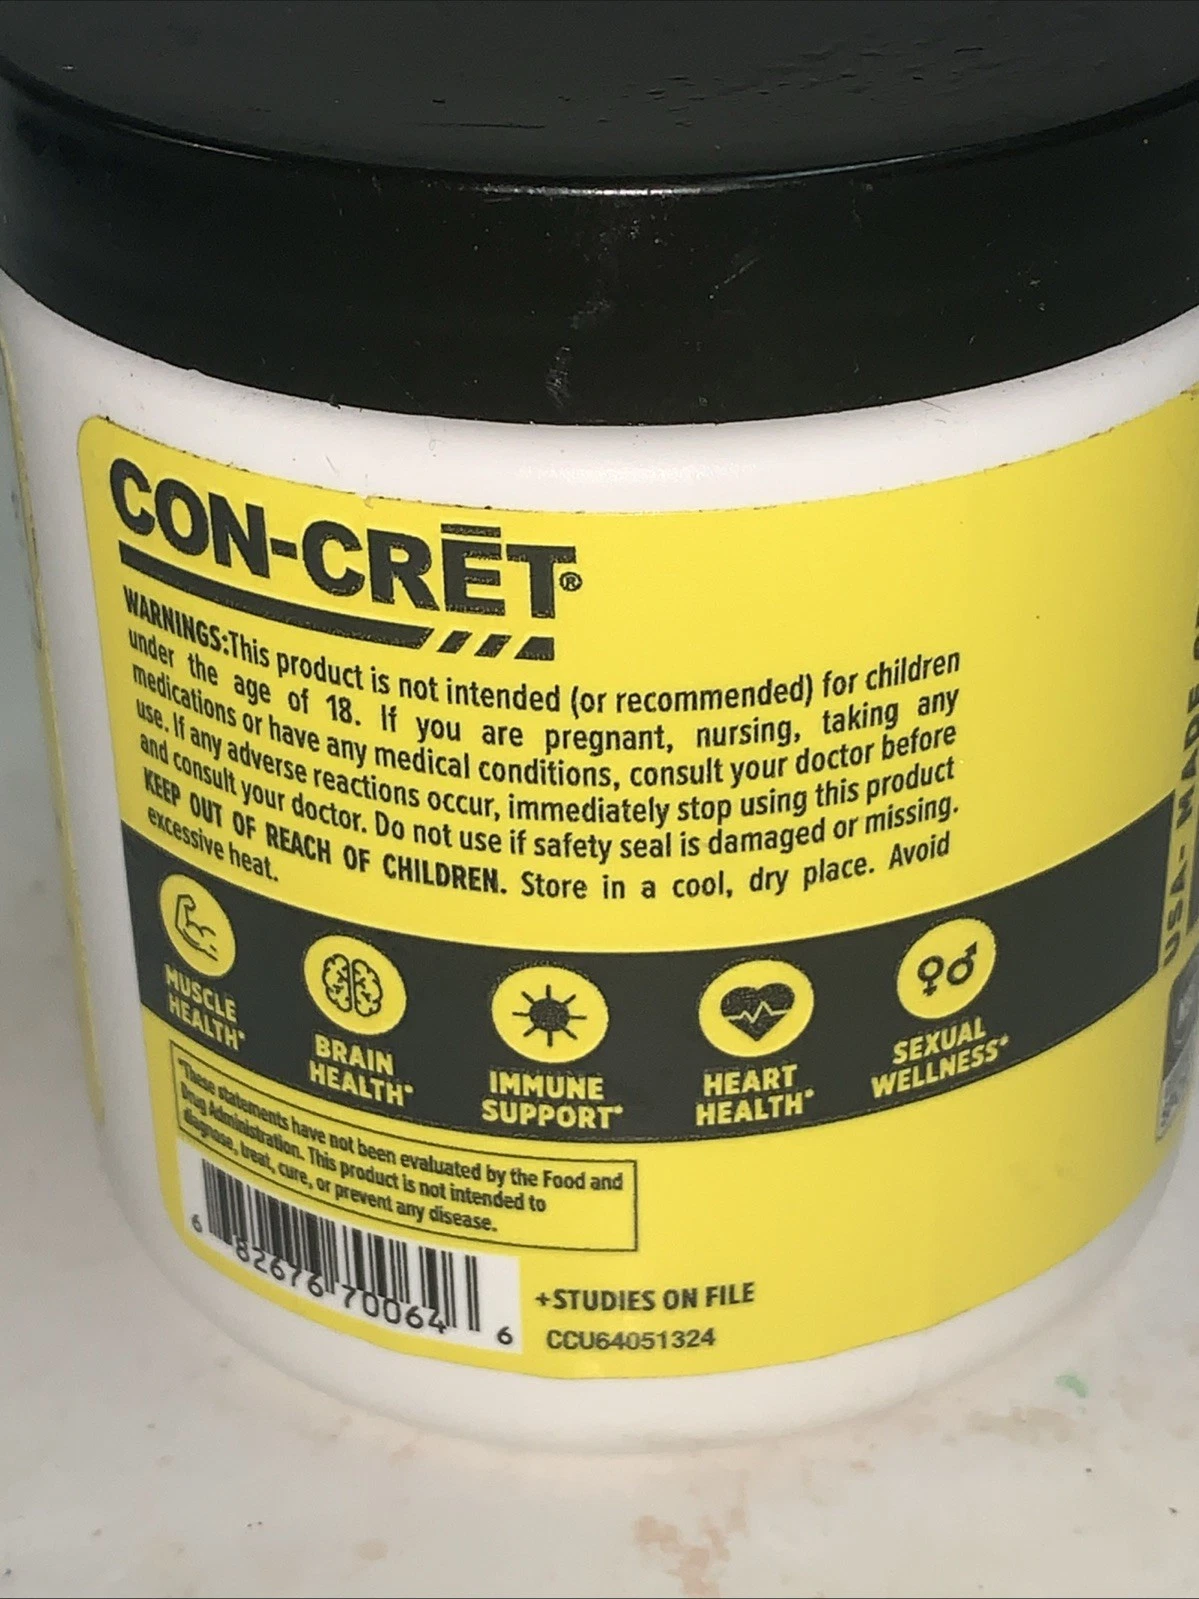 CON-CRĒT®
WARNINGS:This product is not intended (or recommended) for children
under the age of 18. If you are pregnant, nursing, taking any
medications or have any medical conditions, consult your doctor before
use. If any adverse reactions occur, immediately stop using this product
and consult your doctor. Do not use if safety seal is damaged or missing.
KEEP OUT OF REACH OF CHILDREN. Store in a cool, dry place. Avoid
excessive heat.
MUSCLE
HEALTH*
BRAIN
HEALTH*
IMMUNE
SUPPORT*
HEART
HEALTH*
SEXUAL
WELLNESS*
*These statements have not been evaluated by the Food and
Drug Administration. This product is not intended to
diagnose, treat, cure, or prevent any disease.
6 82676 70064 6
+STUDIES ON FILE
CCU64051324
USA- MADE